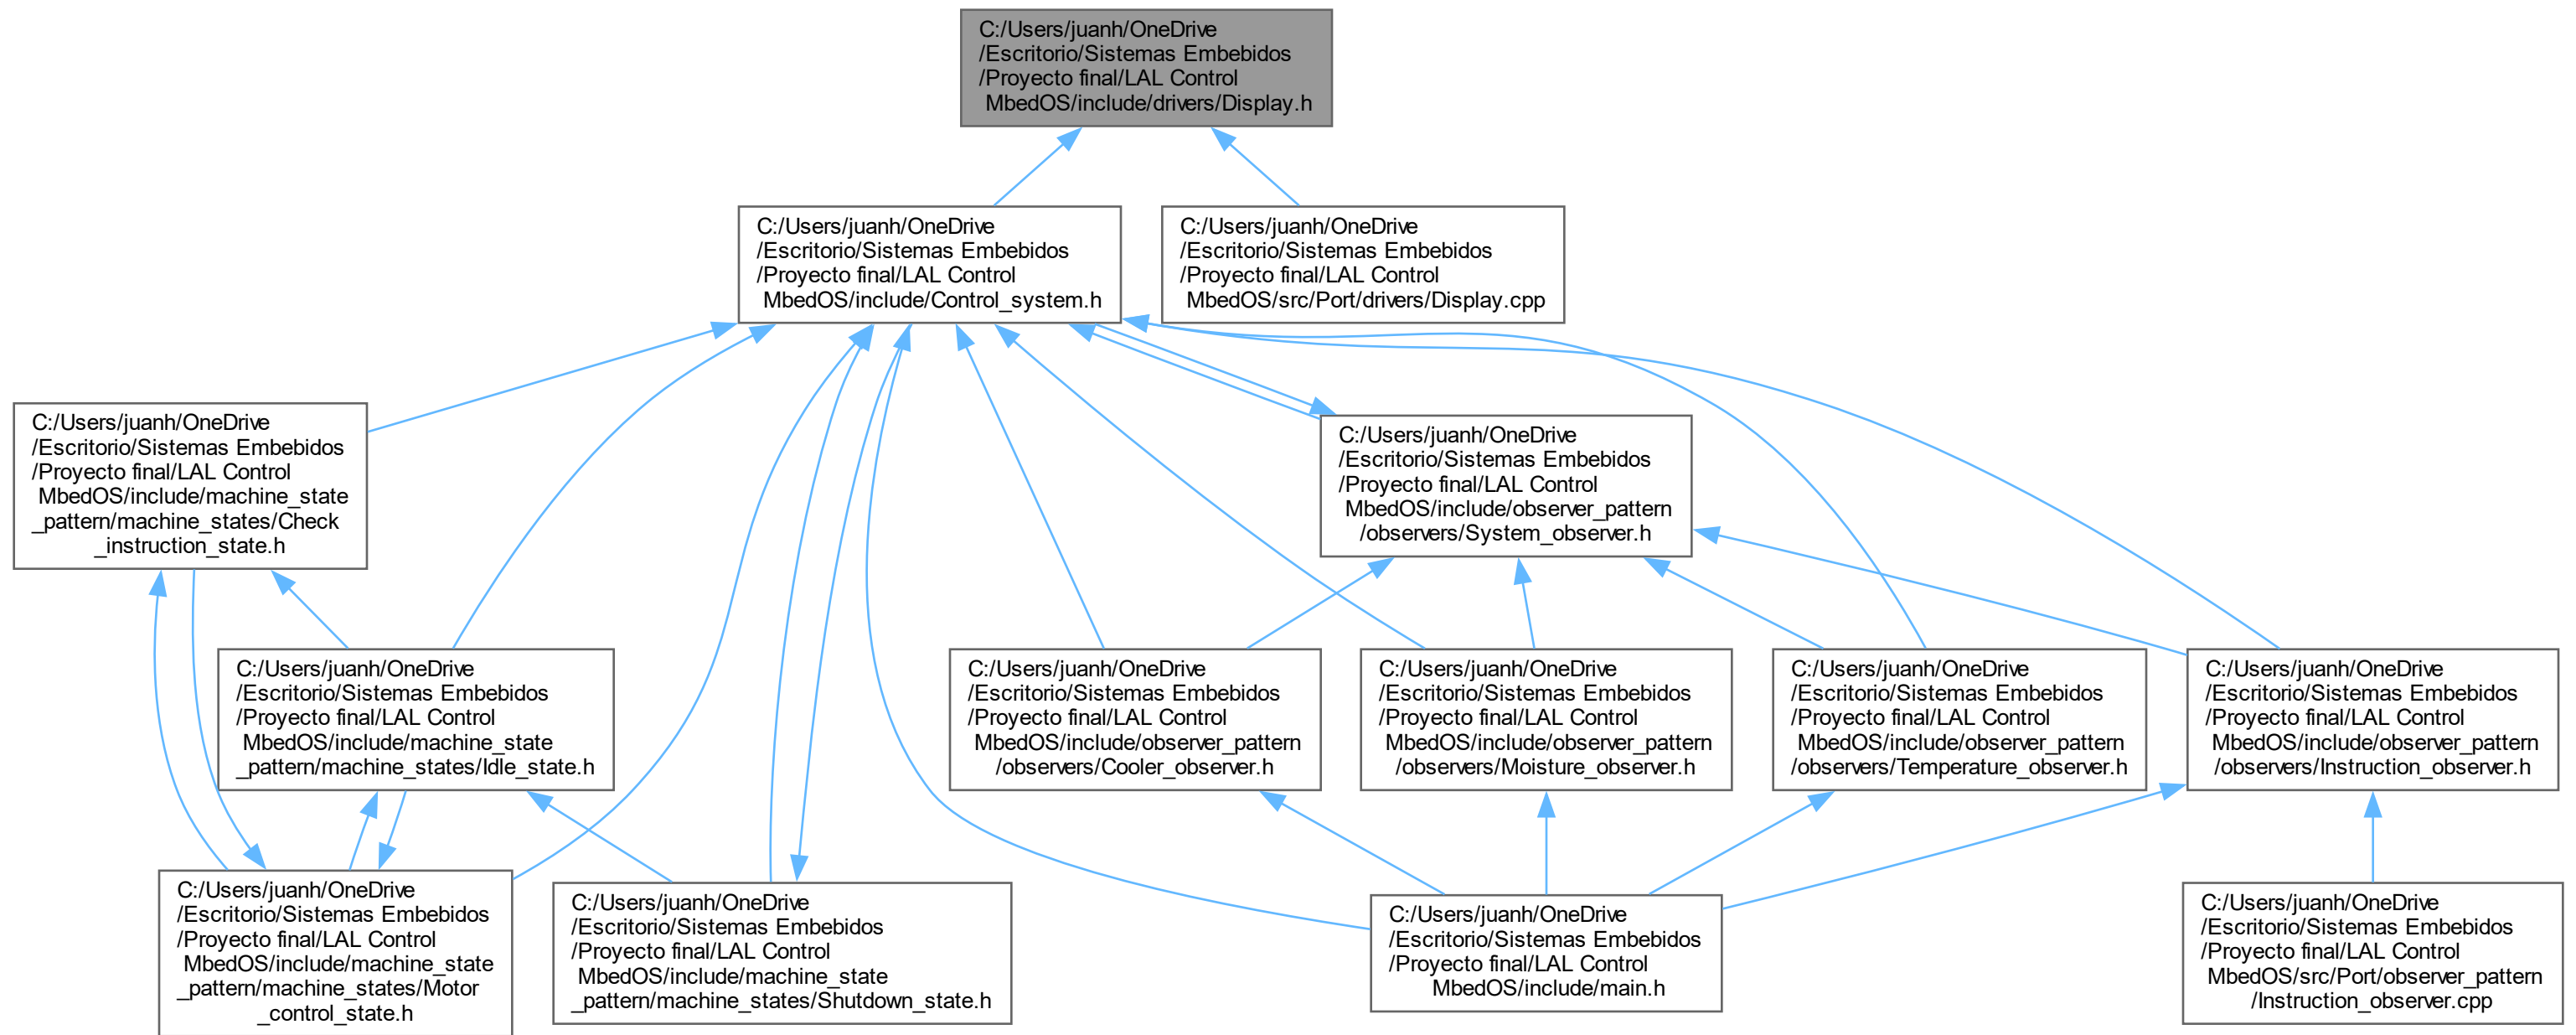 C:/Users/juanh/OneDrive
/Escritorio/Sistemas Embebidos
/Proyecto final/LAL Control
MbedOS/include/drivers/Display.h
C:/Users/juanh/OneDrive
/Escritorio/Sistemas Embebidos
/Proyecto final/LAL Control
MbedOS/include/Control_system.h
C:/Users/juanh/OneDrive
/Escritorio/Sistemas Embebidos
/Proyecto final/LAL Control
MbedOS/src/Port/drivers/Display.cpp
C:/Users/juanh/OneDrive
/Escritorio/Sistemas Embebidos
/Proyecto final/LAL Control
MbedOS/include/machine_state
_pattern/machine_states/Check
_instruction_state.h
C:/Users/juanh/OneDrive
/Escritorio/Sistemas Embebidos
/Proyecto final/LAL Control
MbedOS/include/observer_pattern
/observers/System_observer.h
C:/Users/juanh/OneDrive
/Escritorio/Sistemas Embebidos
/Proyecto final/LAL Control
MbedOS/include/machine_state
_pattern/machine_states/Idle_state.h
C:/Users/juanh/OneDrive
/Escritorio/Sistemas Embebidos
/Proyecto final/LAL Control
MbedOS/include/observer_pattern
/observers/Cooler_observer.h
C:/Users/juanh/OneDrive
/Escritorio/Sistemas Embebidos
/Proyecto final/LAL Control
MbedOS/include/observer_pattern
/observers/Moisture_observer.h
C:/Users/juanh/OneDrive
/Escritorio/Sistemas Embebidos
/Proyecto final/LAL Control
MbedOS/include/observer_pattern
/observers/Temperature_observer.h
C:/Users/juanh/OneDrive
/Escritorio/Sistemas Embebidos
/Proyecto final/LAL Control
MbedOS/include/observer_pattern
/observers/Instruction_observer.h
C:/Users/juanh/OneDrive
/Escritorio/Sistemas Embebidos
/Proyecto final/LAL Control
MbedOS/include/machine_state
_pattern/machine_states/Motor
_control_state.h
C:/Users/juanh/OneDrive
/Escritorio/Sistemas Embebidos
/Proyecto final/LAL Control
MbedOS/include/machine_state
_pattern/machine_states/Shutdown_state.h
C:/Users/juanh/OneDrive
/Escritorio/Sistemas Embebidos
/Proyecto final/LAL Control
MbedOS/include/main.h
C:/Users/juanh/OneDrive
/Escritorio/Sistemas Embebidos
/Proyecto final/LAL Control
MbedOS/src/Port/observer_pattern
/Instruction_observer.cpp